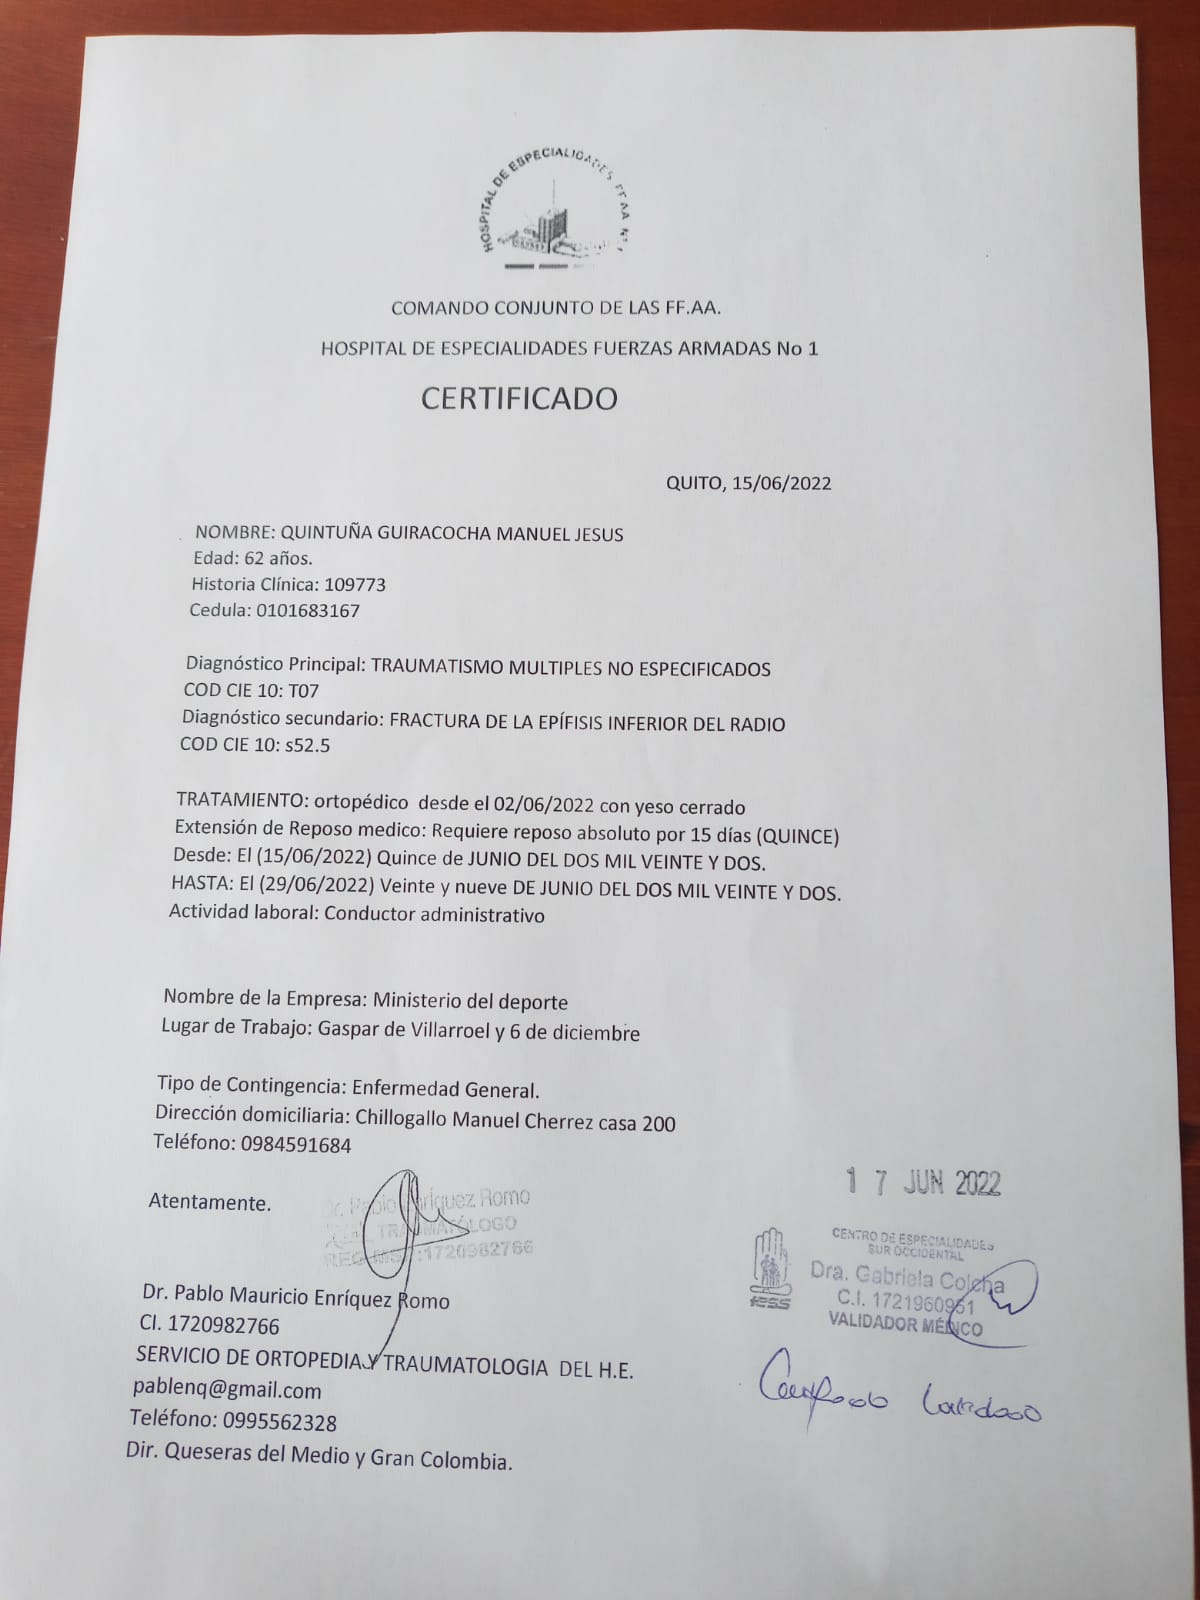 HOSPITAL DE ESPECIALIDADES FF.AA. Nº 1
COMANDO CONJUNTO DE LAS FF.AA.
HOSPITAL DE ESPECIALIDADES FUERZAS ARMADAS No 1
CERTIFICADO
QUITO, 15/06/2022
NOMBRE: QUINTUÑA GUIRACOCHA MANUEL JESUS
Edad: 62 años.
Historia Clínica: 109773
Cedula: 0101683167
Diagnóstico Principal: TRAUMATISMO MULTIPLES NO ESPECIFICADOS
COD CIE 10: T07
Diagnóstico secundario: FRACTURA DE LA EPÍFISIS INFERIOR DEL RADIO
COD CIE 10: s52.5
TRATAMIENTO: ortopédico desde el 02/06/2022 con yeso cerrado
Extensión de Reposo medico: Requiere reposo absoluto por 15 días (QUINCE)
Desde: El (15/06/2022) Quince de JUNIO DEL DOS MIL VEINTE Y DOS.
HASTA: El (29/06/2022) Veinte y nueve DE JUNIO DEL DOS MIL VEINTE Y DOS.
Actividad laboral: Conductor administrativo
Nombre de la Empresa: Ministerio del deporte
Lugar de Trabajo: Gaspar de Villarroel y 6 de diciembre
Tipo de Contingencia: Enfermedad General.
Dirección domiciliaria: Chillogallo Manuel Cherrez casa 200
Teléfono: 0984591684
Atentamente.
Dr. Pablo Enríquez Romo
TRAUMATÓLOGO
REG. MSP.:1720982766
Dr. Pablo Mauricio Enríquez Romo
CI. 1720982766
SERVICIO DE ORTOPEDIA Y TRAUMATOLOGIA DEL H.E.
pablenq@gmail.com
Teléfono: 0995562328
Dir. Queseras del Medio y Gran Colombia.
17 JUN 2022
CENTRO DE ESPECIALIDADES
SUR OCCIDENTAL
Dra. Gabriela Colcha
C.I. 1721960951
VALIDADOR MÉDICO
iess